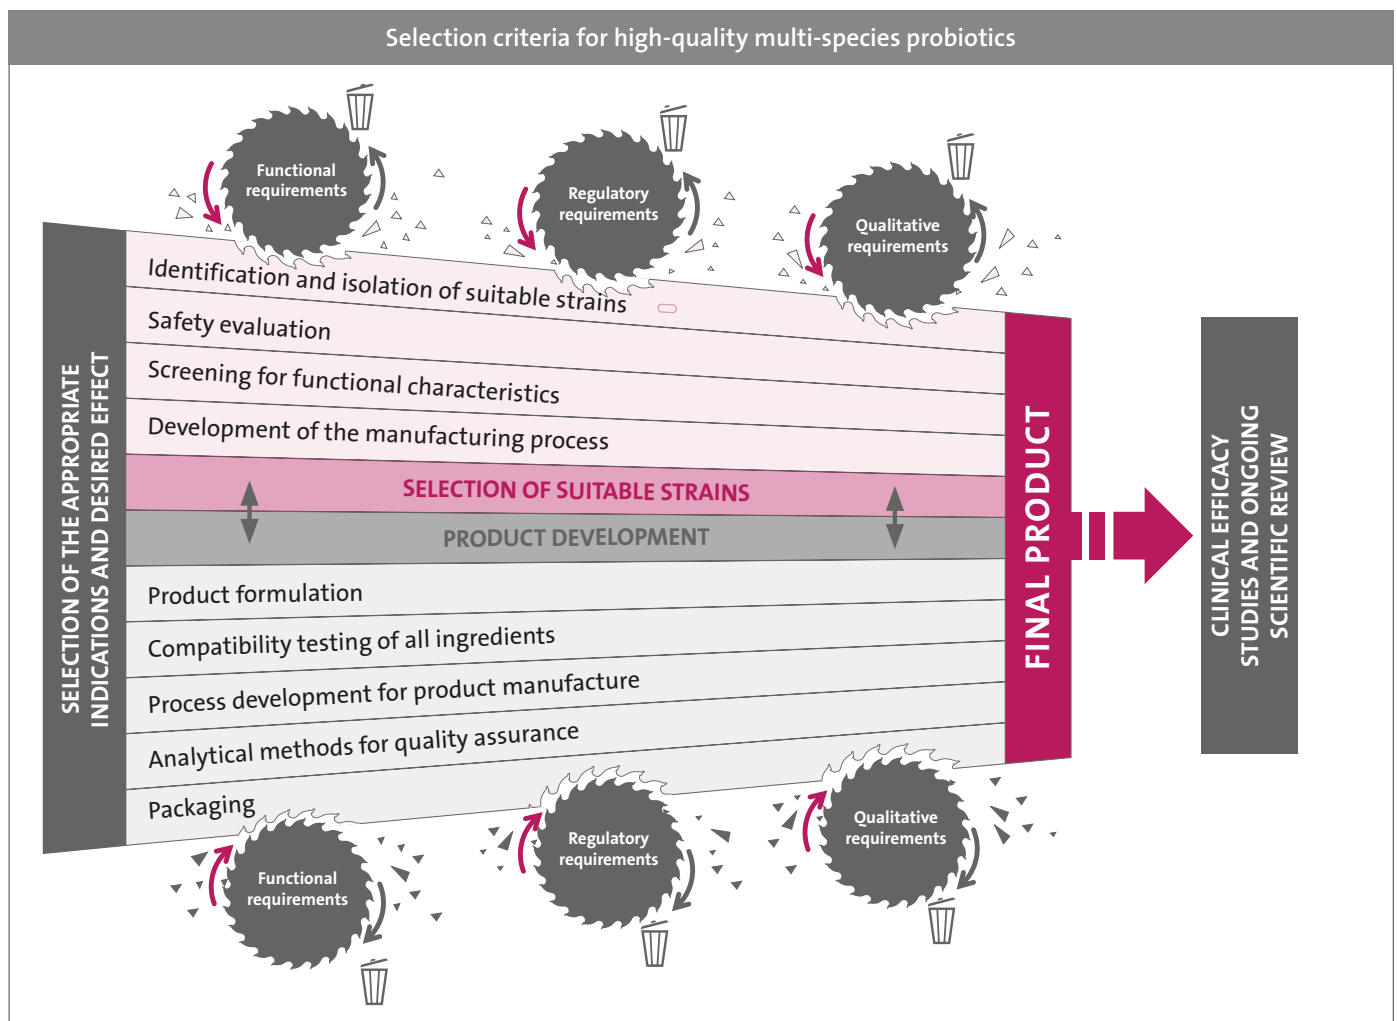 Selection criteria for high-quality multi-species probiotics
Functional
requirements
Regulatory
requirements
Qualitative
requirements
SELECTION OF THE APPROPRIATE
INDICATIONS AND DESIRED EFFECT
Identification and isolation of suitable strains
Safety evaluation
Screening for functional characteristics
Development of the manufacturing process
SELECTION OF SUITABLE STRAINS
PRODUCT DEVELOPMENT
Product formulation
Compatibility testing of all ingredients
Process development for product manufacture
Analytical methods for quality assurance
Packaging
FINAL PRODUCT
CLINICAL EFFICACY
STUDIES AND ONGOING
SCIENTIFIC REVIEW
Functional
requirements
Regulatory
requirements
Qualitative
requirements